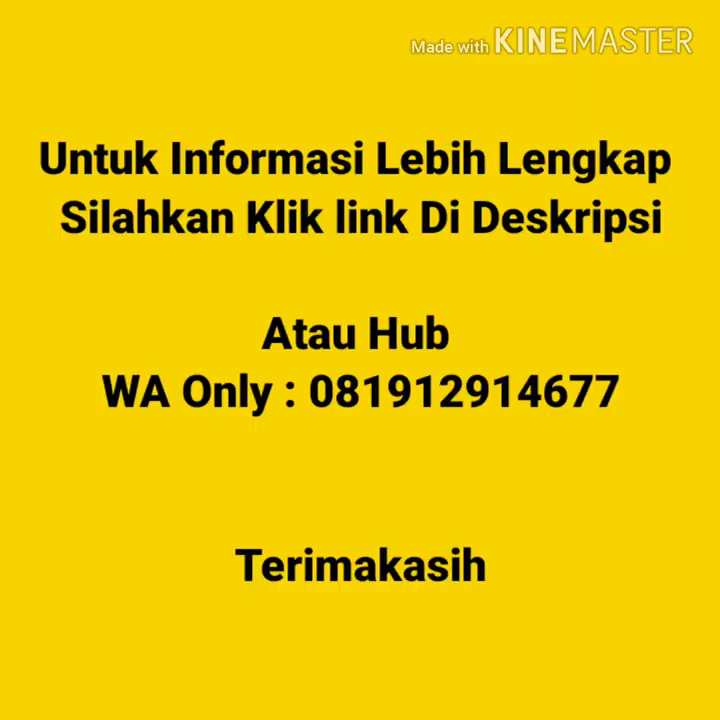 Made with KINEMASTER
Untuk Informasi Lebih Lengkap
Silahkan Klik link Di Deskripsi
Atau Hub
WA Only : 081912914677
Terimakasih